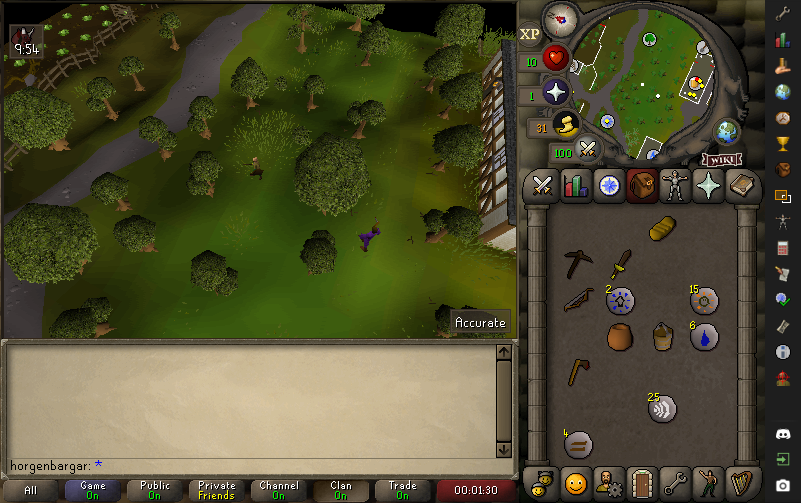 9:54
XP
10
1
31
100
WIKI
2
15
6
25
4
Accurate
horgenbargar: *
All
Game
On
Public
On
Private
Friends
Channel
On
Clan
On
Trade
On
00:01:30